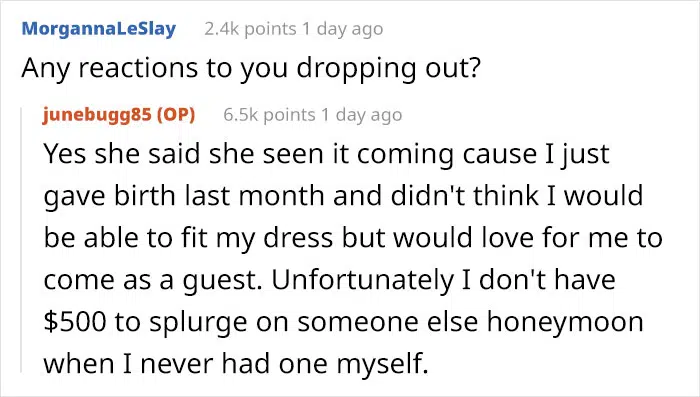 MorgannaLeSlay 2.4k points 1 day ago
Any reactions to you dropping out?
junebugg85 (OP) 6.5k points 1 day ago
Yes she said she seen it coming cause I just
gave birth last month and didn't think I would
be able to fit my dress but would love for me to
come as a guest. Unfortunately I don't have
$500 to splurge on someone else honeymoon
when I never had one myself.